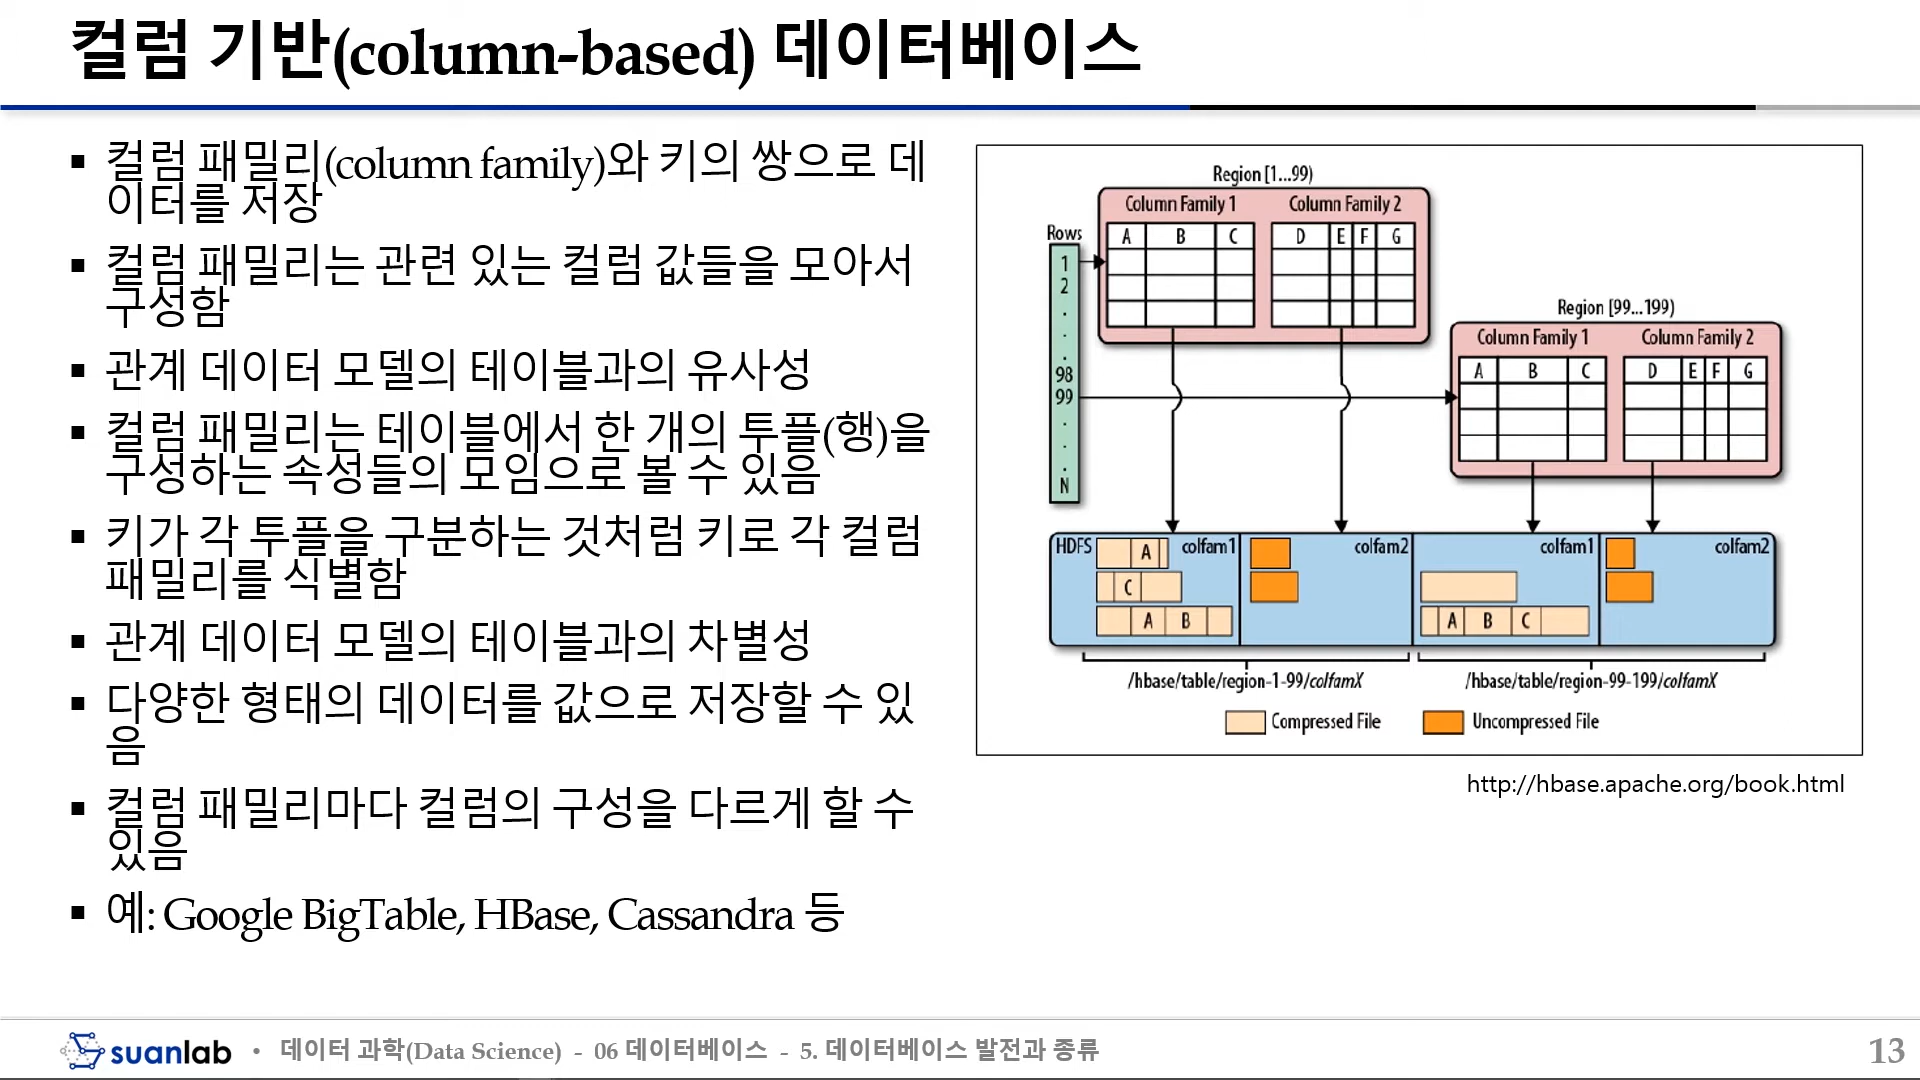 컬럼 기반(column-based) 데이터베이스
▪ 컬럼 패밀리(column family)와 키의 쌍으로 데
이터를 저장
▪ 컬럼 패밀리는 관련 있는 컬럼 값들을 모아서
구성함
▪ 관계 데이터 모델의 테이블과의 유사성
▪ 컬럼 패밀리는 테이블에서 한 개의 투플(행)을
구성하는 속성들의 모임으로 볼 수 있음
▪ 키가 각 투플을 구분하는 것처럼 키로 각 컬럼
패밀리를 식별함
▪ 관계 데이터 모델의 테이블과의 차별성
▪ 다양한 형태의 데이터를 값으로 저장할 수 있
음
▪ 컬럼 패밀리마다 컬럼의 구성을 다르게 할 수
있음
▪ 예: Google BigTable, HBase, Cassandra 등
Region [1...99)
Column Family 1 Column Family 2
Rows
A B C D E F G
1
2
.
.
.
98
99
.
.
.
N
Region [99...199)
Column Family 1 Column Family 2
A B C D E F G
HDFS colfam1 colfam2 colfam1 colfam2
A
C
A B
A B C
/hbase/table/region-1-99/colfamX /hbase/table/region-99-199/colfamX
Compressed File Uncompressed File
http://hbase.apache.org/book.html
suanlab • 데이터 과학(Data Science) - 06 데이터베이스 - 5. 데이터베이스 발전과 종류 13